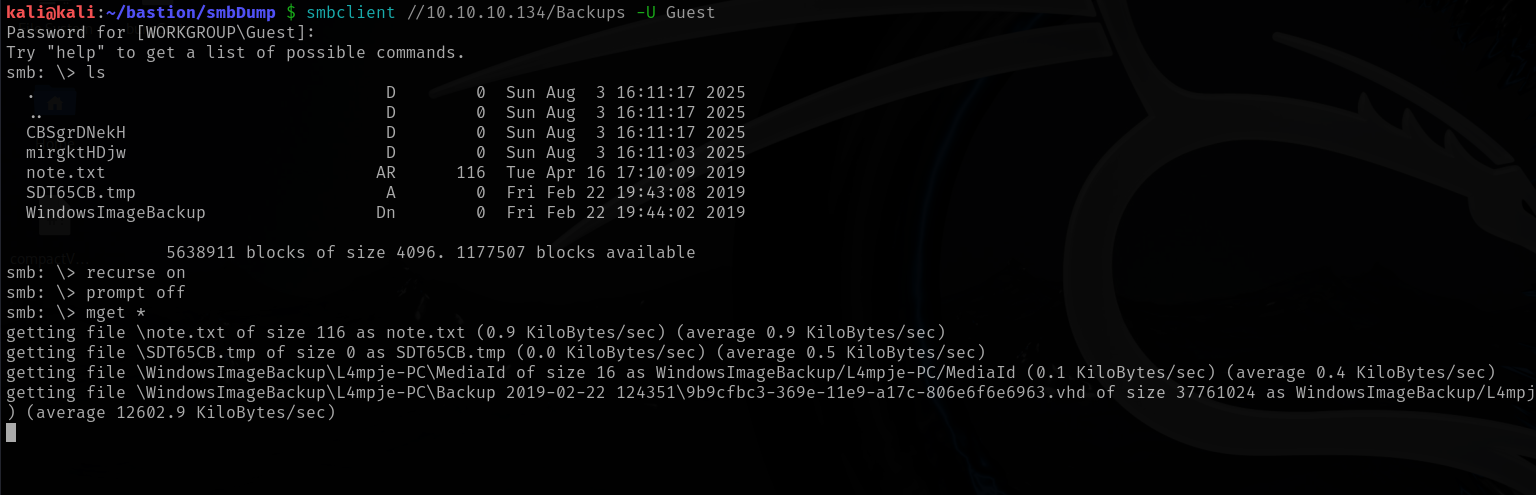 kali@kali:~/bastion/smbDump $ smbclient //10.10.10.134/Backups -U Guest
Password for [WORKGROUP\Guest]:
Try "help" to get a list of possible commands.
smb: \> ls
  .                                   D        0  Sun Aug  3 16:11:17 2025
  ..                                  D        0  Sun Aug  3 16:11:17 2025
  CBSgrDNekH                          D        0  Sun Aug  3 16:11:17 2025
  mirgktHDjw                          D        0  Sun Aug  3 16:11:03 2025
  note.txt                           AR      116  Tue Apr 16 17:10:09 2019
  SDT65CB.tmp                         A        0  Fri Feb 22 19:43:08 2019
  WindowsImageBackup                 Dn        0  Fri Feb 22 19:44:02 2019
                5638911 blocks of size 4096. 1177507 blocks available
smb: \> recurse on
smb: \> prompt off
smb: \> mget *
getting file \note.txt of size 116 as note.txt (0.9 KiloBytes/sec) (average 0.9 KiloBytes/sec)
getting file \SDT65CB.tmp of size 0 as SDT65CB.tmp (0.0 KiloBytes/sec) (average 0.5 KiloBytes/sec)
getting file \WindowsImageBackup\L4mpje-PC\MediaId of size 16 as WindowsImageBackup/L4mpje-PC/MediaId (0.1 KiloBytes/sec) (average 0.4 KiloBytes/sec)
getting file \WindowsImageBackup\L4mpje-PC\Backup 2019-02-22 124351\9b9cfbc3-369e-11e9-a17c-806e6f6e6963.vhd of size 37761024 as WindowsImageBackup/L4mpj
) (average 12602.9 KiloBytes/sec)